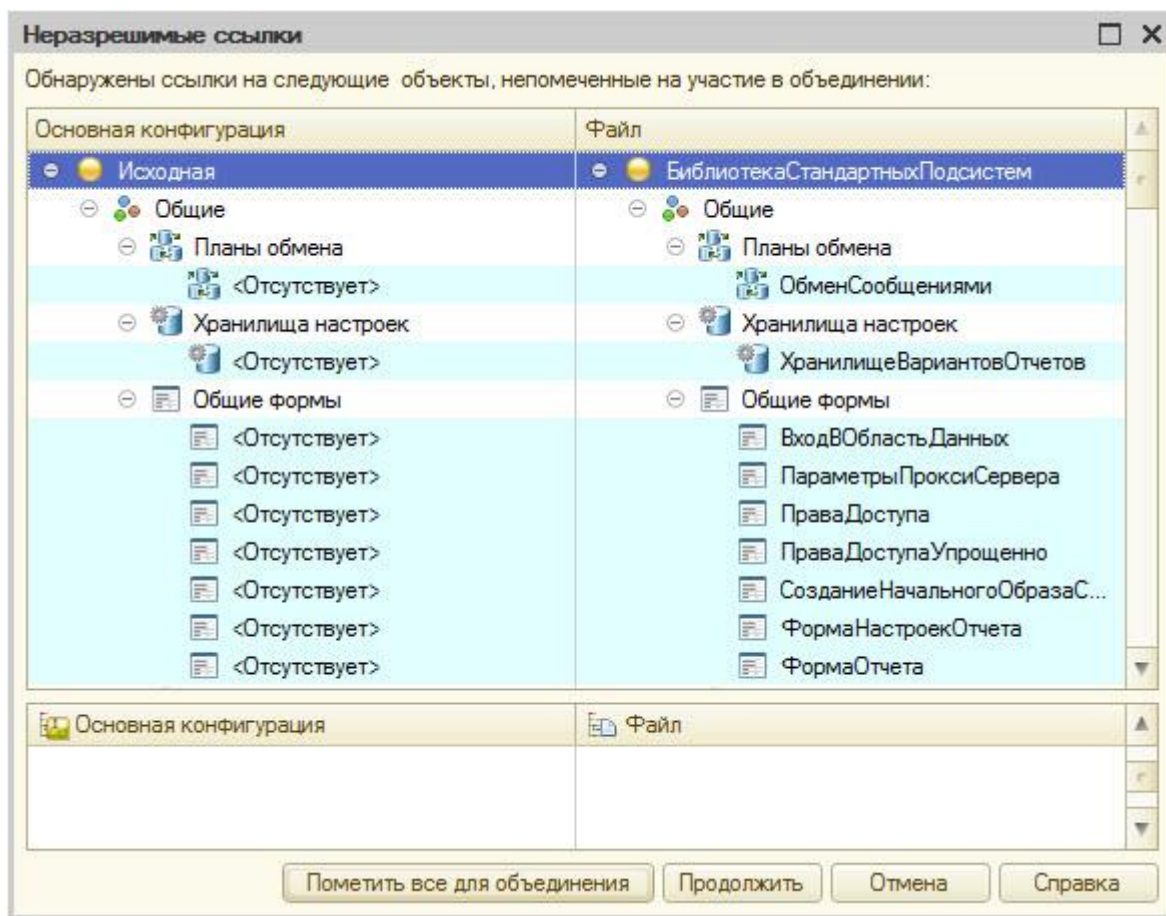 Неразрешимые ссылки
Обнаружены ссылки на следующие объекты, непомеченные на участие в объединении:
Основная конфигурация Файл
Исходная БиблиотекаСтандартныхПодсистем
Общие Общие
Планы обмена Планы обмена
<Отсутствует> ОбменСообщениями
Хранилища настроек Хранилища настроек
<Отсутствует> ХранилищеВариантовОтчетов
Общие формы Общие формы
<Отсутствует> ВходВОбластьДанных
<Отсутствует> ПараметрыПроксиСервера
<Отсутствует> ПраваДоступа
<Отсутствует> ПраваДоступаУпрощенно
<Отсутствует> СозданиеНачальногоОбразаС...
<Отсутствует> ФормаНастроекОтчета
<Отсутствует> ФормаОтчета
Основная конфигурация Файл
Пометить все для объединения Продолжить Отмена Справка